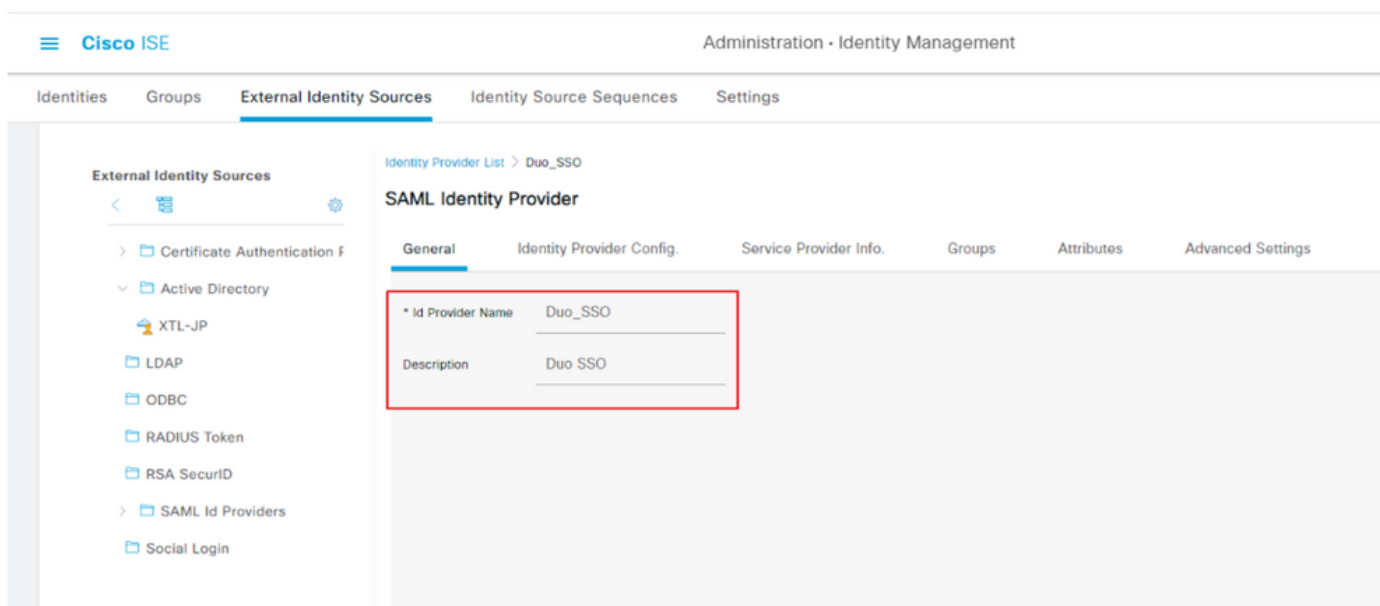 Cisco ISE
Administration · Identity Management
Identities Groups External Identity Sources Identity Source Sequences Settings
External Identity Sources
Certificate Authentication F
Active Directory
XTL-JP
LDAP
ODBC
RADIUS Token
RSA SecurID
SAML Id Providers
Social Login
Identity Provider List > Duo_SSO
SAML Identity Provider
General Identity Provider Config. Service Provider Info. Groups Attributes Advanced Settings
* Id Provider Name Duo_SSO
Description Duo SSO